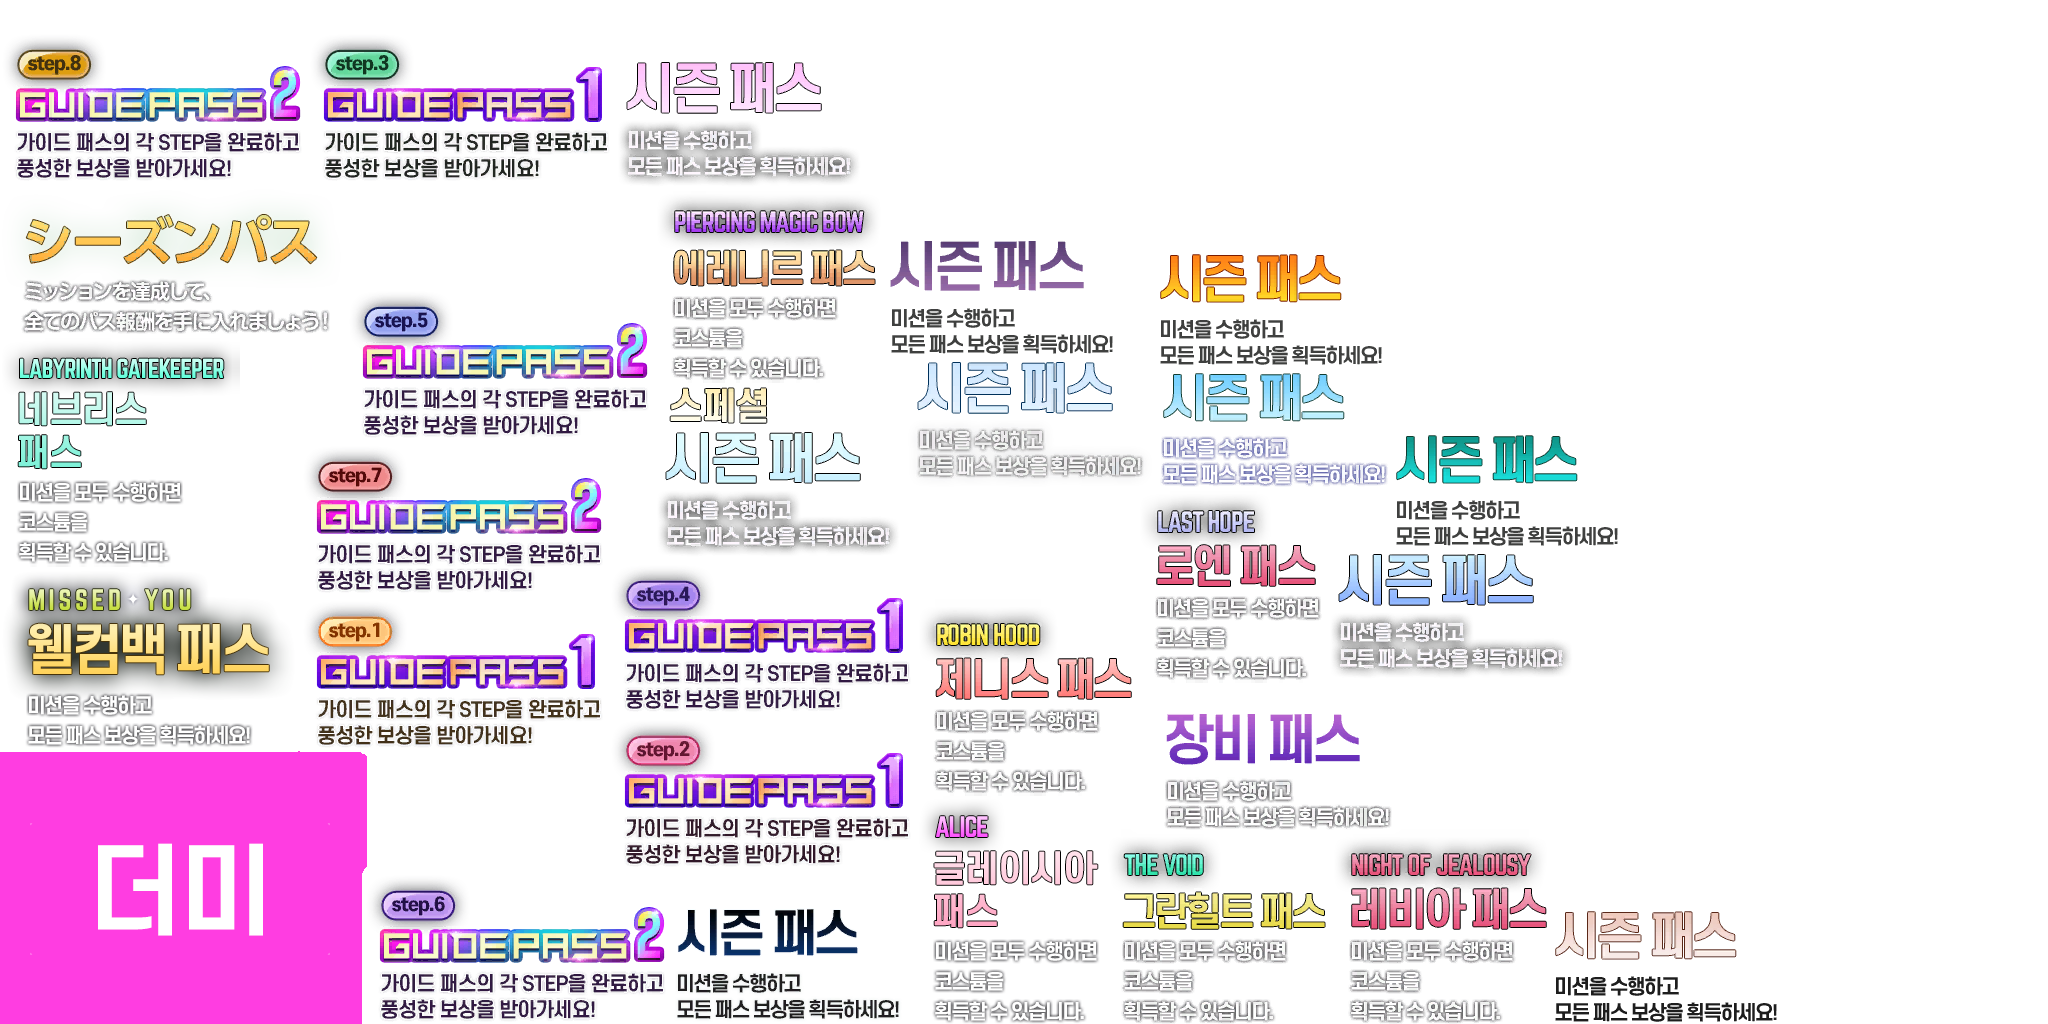 step.8
GUIDEPASS 2
가이드 패스의 각 STEP을 완료하고
풍성한 보상을 받아가세요!
step.3
GUIDEPASS 1
가이드 패스의 각 STEP을 완료하고
풍성한 보상을 받아가세요!
시즌 패스
미션을 수행하고
모든 패스 보상을 획득하세요!
シーズンパス
ミッションを達成して、
全てのパス報酬を手に入れましょう!
PIERCING MAGIC BOW
에레니르 패스
미션을 모두 수행하면
코스튬을
획득할 수 있습니다.
시즌 패스
미션을 수행하고
모든 패스 보상을 획득하세요!
시즌 패스
미션을 수행하고
모든 패스 보상을 획득하세요!
step.5
GUIDEPASS 2
가이드 패스의 각 STEP을 완료하고
풍성한 보상을 받아가세요!
LABYRINTH GATEKEEPER
네브리스
패스
미션을 모두 수행하면
코스튬을
획득할 수 있습니다.
스페셜
시즌 패스
미션을 수행하고
모든 패스 보상을 획득하세요!
시즌 패스
미션을 수행하고
모든 패스 보상을 획득하세요!
시즌 패스
미션을 수행하고
모든 패스 보상을 획득하세요!
시즌 패스
미션을 수행하고
모든 패스 보상을 획득하세요!
step.7
GUIDEPASS 2
가이드 패스의 각 STEP을 완료하고
풍성한 보상을 받아가세요!
LAST HOPE
로엔 패스
미션을 모두 수행하면
코스튬을
획득할 수 있습니다.
시즌 패스
미션을 수행하고
모든 패스 보상을 획득하세요!
MISSED YOU
웰컴백 패스
미션을 수행하고
모든 패스 보상을 획득하세요!
step.1
GUIDEPASS 1
가이드 패스의 각 STEP을 완료하고
풍성한 보상을 받아가세요!
step.4
GUIDEPASS 1
가이드 패스의 각 STEP을 완료하고
풍성한 보상을 받아가세요!
ROBIN HOOD
제니스 패스
미션을 모두 수행하면
코스튬을
획득할 수 있습니다.
장비 패스
미션을 수행하고
모든 패스 보상을 획득하세요!
step.2
GUIDEPASS 1
가이드 패스의 각 STEP을 완료하고
풍성한 보상을 받아가세요!
더미
step.6
GUIDEPASS 2
가이드 패스의 각 STEP을 완료하고
풍성한 보상을 받아가세요!
시즌 패스
미션을 수행하고
모든 패스 보상을 획득하세요!
ALICE
글레이시아
패스
미션을 모두 수행하면
코스튬을
획득할 수 있습니다.
THE VOID
그란힐트 패스
미션을 모두 수행하면
코스튬을
획득할 수 있습니다.
NIGHT OF JEALOUSY
레비아 패스
미션을 모두 수행하면
코스튬을
획득할 수 있습니다.
시즌 패스
미션을 수행하고
모든 패스 보상을 획득하세요!